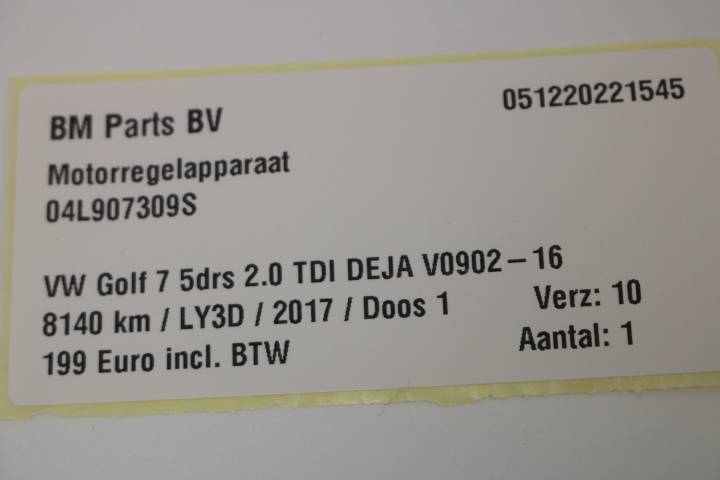 BM Parts BV
051220221545
Motorregelapparaat
04L907309S
VW Golf 7 5drs 2.0 TDI DEJA V0902-16
8140 km / LY3D / 2017 / Doos 1
Verz: 10
199 Euro incl. BTW
Aantal: 1